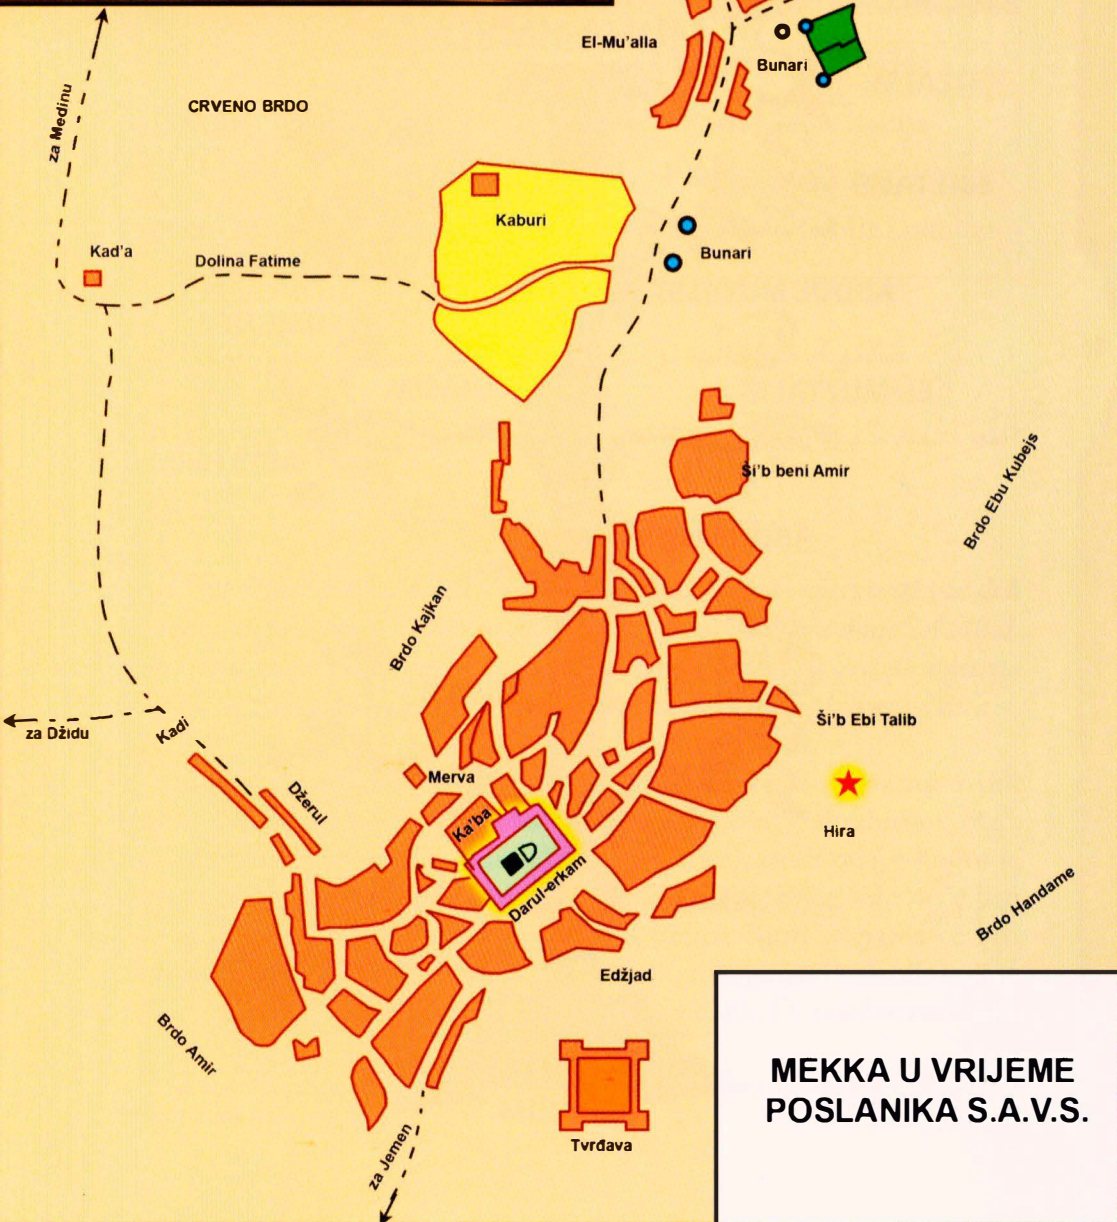 El-Mu'alla
Bunari
za Medinu
CRVENO BRDO
Kaburi
Kad'a
Dolina Fatime
Bunari
Ši'b beni Amir
Brdo Ebu Kubejs
Brdo Kajkan
Ši'b Ebi Talib
za Džidu
Kadi
Merva
Džerul
Ka'ba
Hira
Darul-erkam
Brdo Handame
Edžjad
Brdo Amir
Tvrđava
za Jemen
MEKKA U VRIJEME
POSLANIKA S.A.V.S.